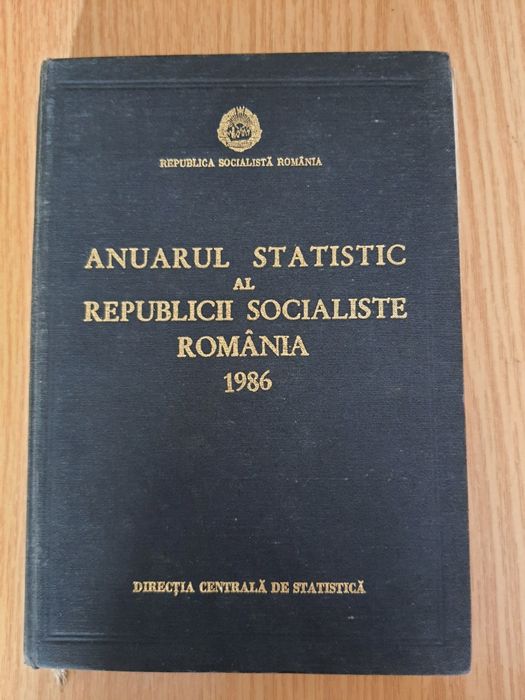 REPUBLICA SOCIALISTĂ ROMÂNIA
ANUARUL STATISTIC
AL
REPUBLICII SOCIALISTE
ROMÂNIA
1986
DIRECȚIA CENTRALĂ DE STATISTICĂ